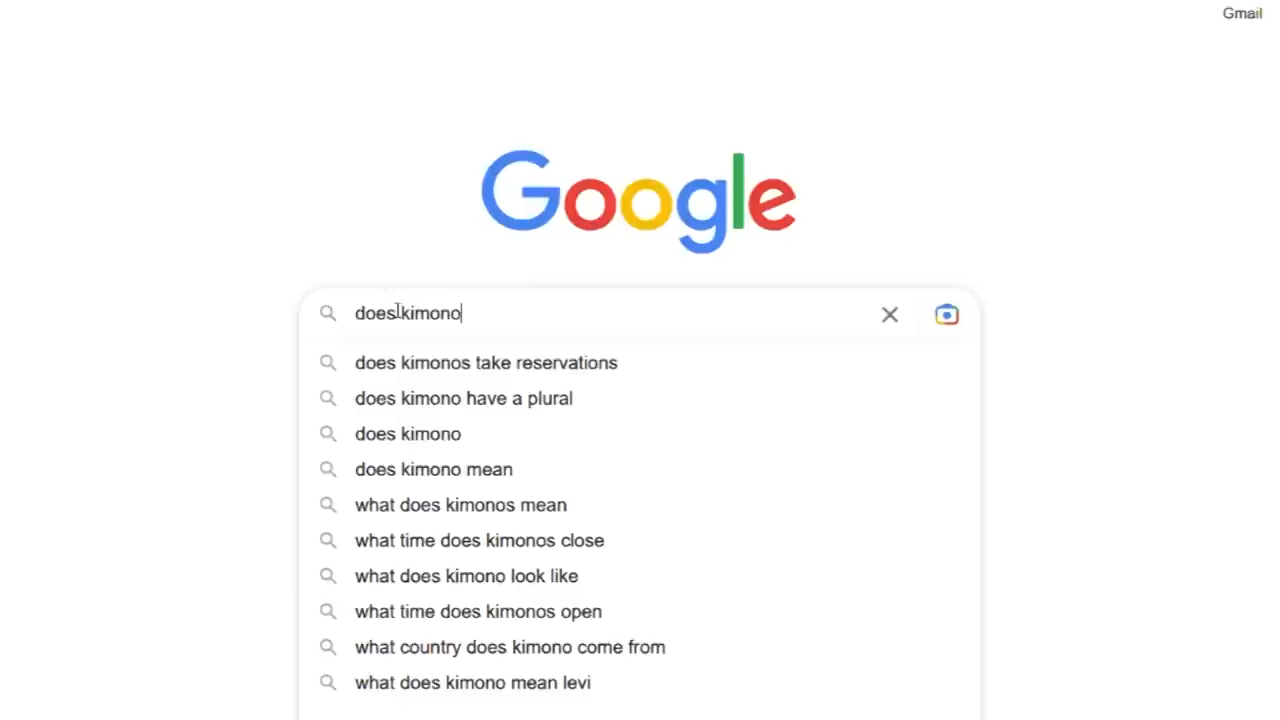 Gmail
Google
does kimono
does kimonos take reservations
does kimono have a plural
does kimono
does kimono mean
what does kimonos mean
what time does kimonos close
what does kimono look like
what time does kimonos open
what country does kimono come from
what does kimono mean levi